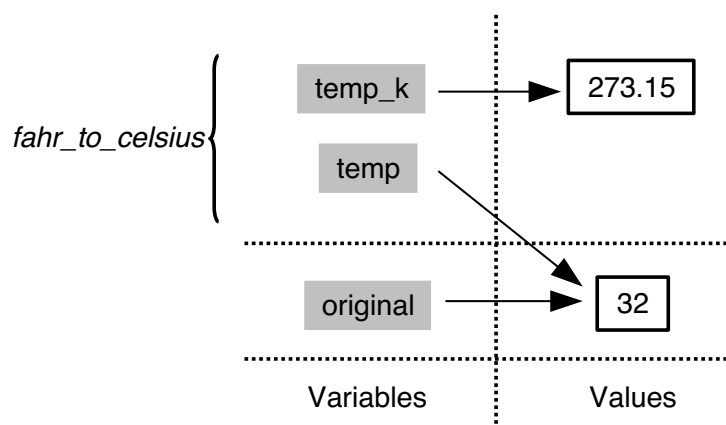 temp_k
273.15
fahr_to_celsius
temp
original
32
Variables
Values